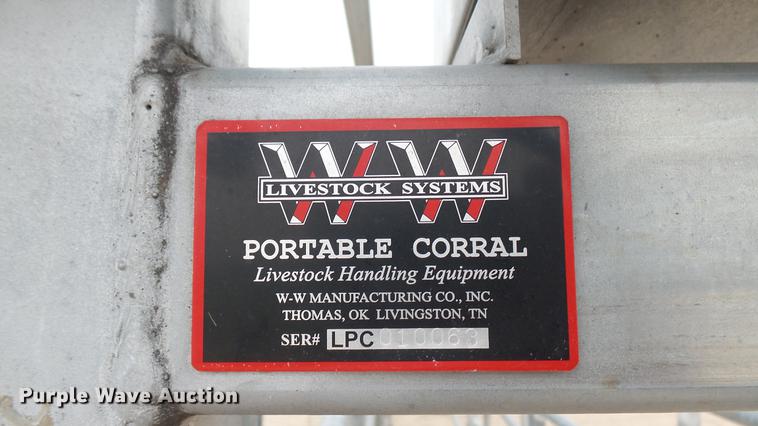 WW
LIVESTOCK SYSTEMS
PORTABLE CORRAL
Livestock Handling Equipment
W-W MANUFACTURING CO., INC.
THOMAS, OK LIVINGSTON, TN
SER# LPC010063
Purple Wave Auction